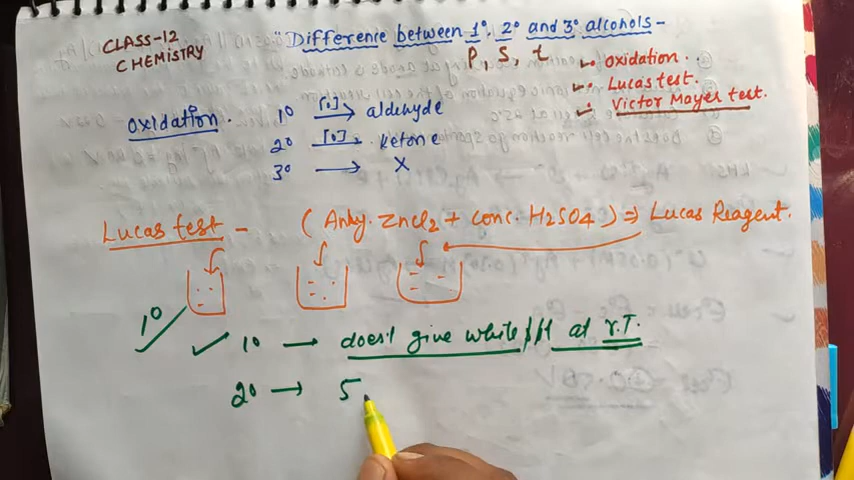 CLASS-12
CHEMISTRY
"Difference between 1°, 2° and 3° alcohols -
P, S, t
Oxidation.
Lucas test.
Victor Mayer test.
Oxidation.
1° [O] aldehyde
2° [O] ketone
3° → X
Lucas test - (Anhy. ZnCl2 + Conc. H2SO4) ⇒ Lucas Reagent.
1°
1° → does't give white ppt at r.T.
2° → 5